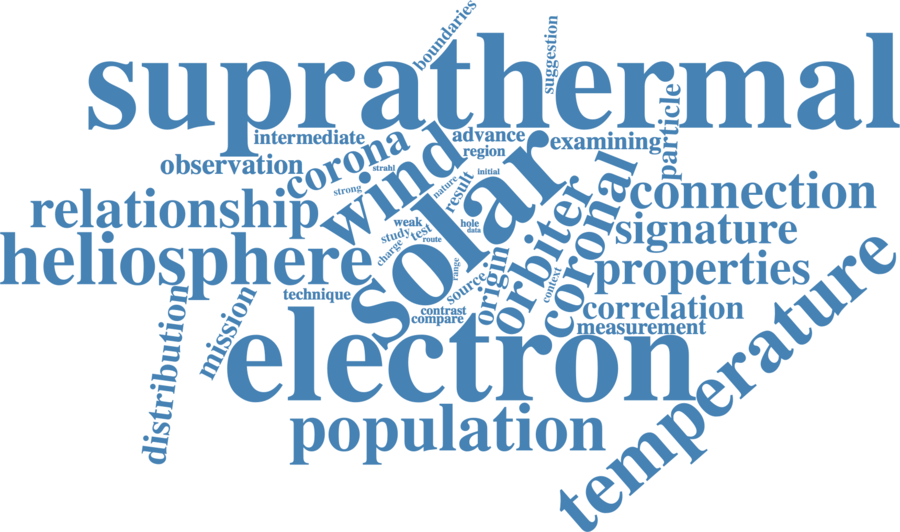 boundaries
suggestion
suprathermal
particle
intermediate
corona
wind
advance
examining
region
observation
strahl
initial
strong
nature
result
solar
relationship
weak
hole
data
study
test
route
charge
orbiter
coronal
connection
signature
heliosphere
range
source
origin
context
properties
technique
contrast
compare
correlation
measurement
distribution
mission
electron
temperature
population